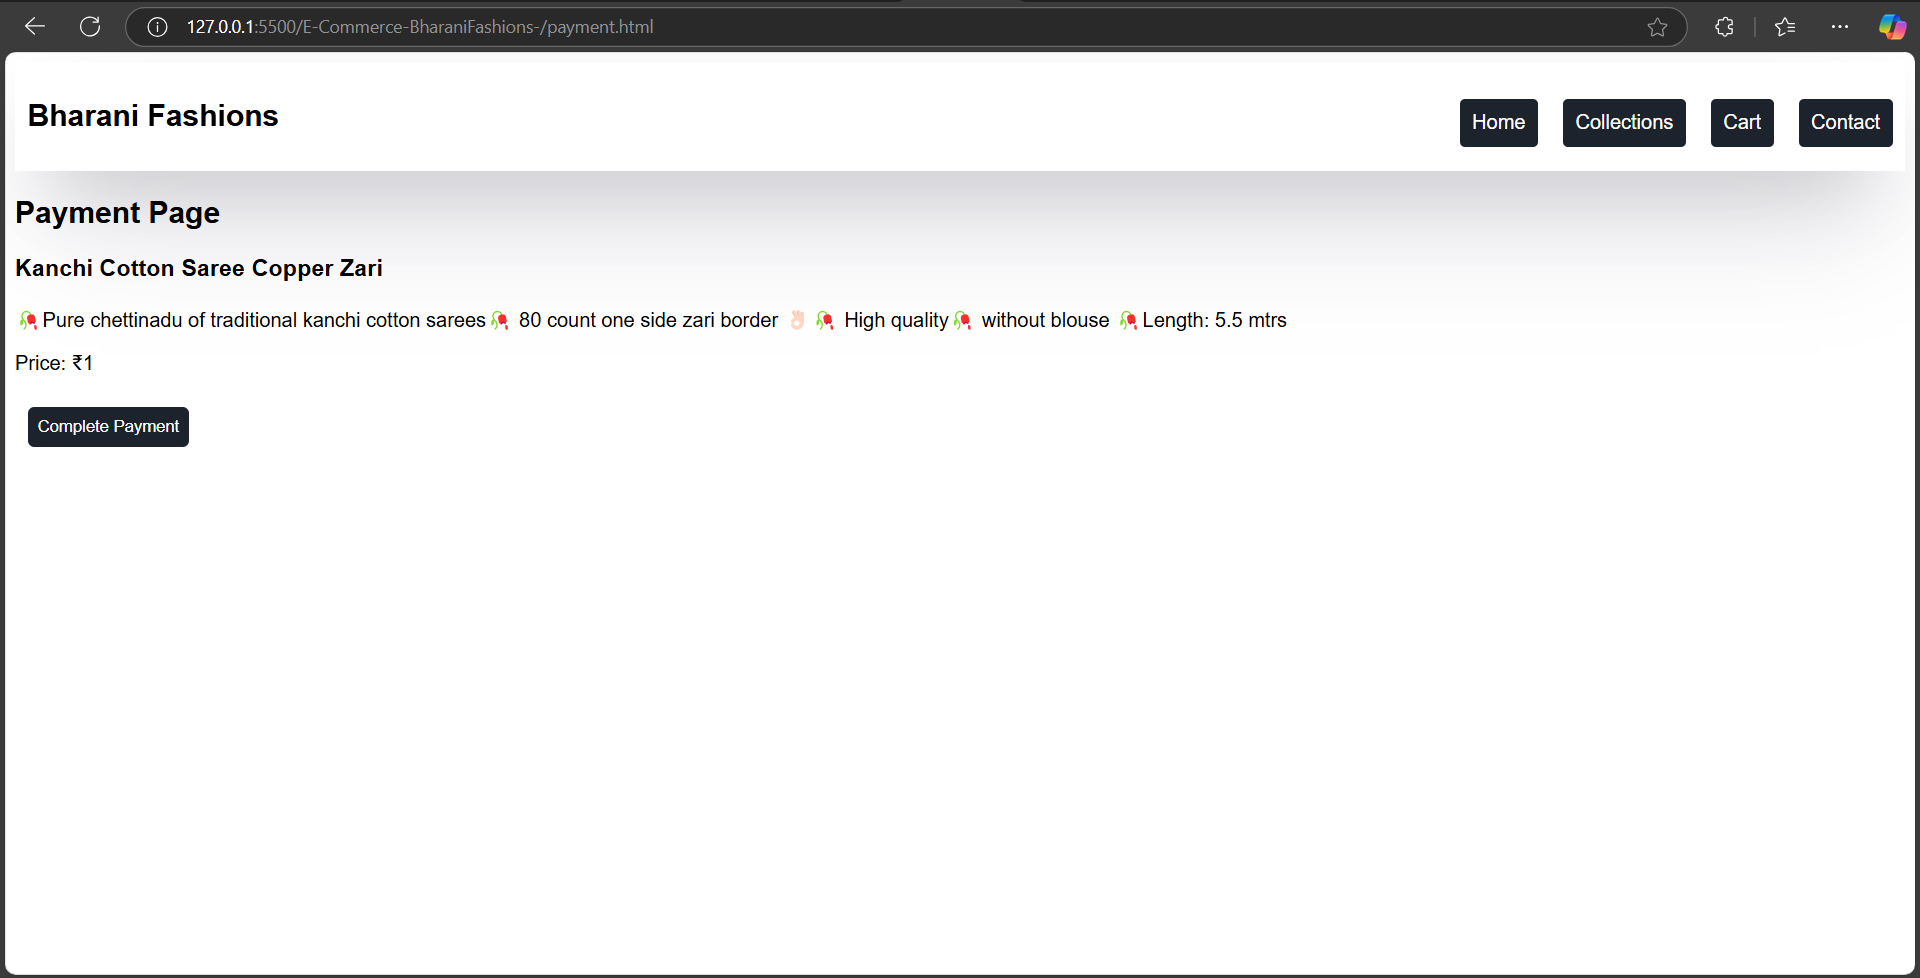 127.0.0.1:5500/E-Commerce-BharaniFashions-/payment.html
Bharani Fashions
Home
Collections
Cart
Contact
Payment Page
Kanchi Cotton Saree Copper Zari
🥀Pure chettinadu of traditional kanchi cotton sarees🥀 80 count one side zari border 👌🏻🥀 High quality🥀 without blouse 🥀Length: 5.5 mtrs
Price: ₹1
Complete Payment